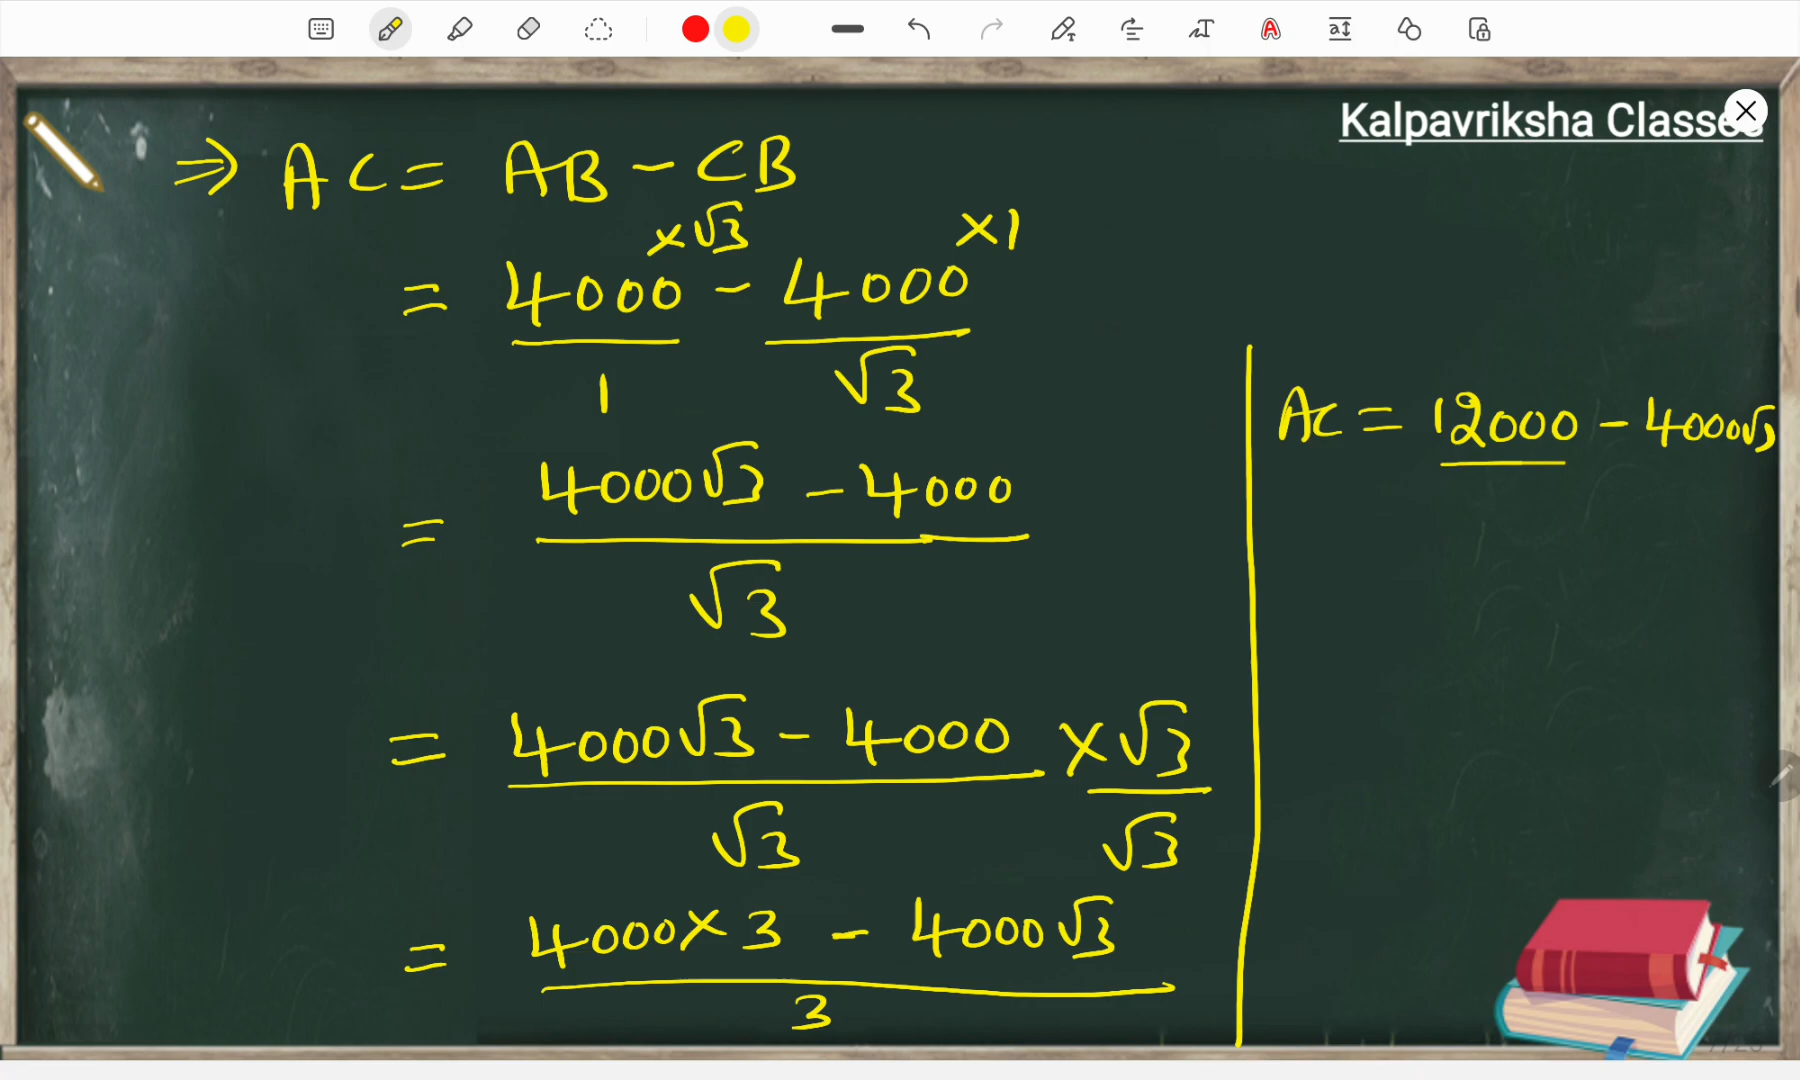 Kalpavriksha Classes
⇒ AC = AB - CB
×√3 ×1
= 4000 - 4000
1 √3
= 4000√3 - 4000
√3
= 4000√3 - 4000 × √3
√3 √3
= 4000 × 3 - 4000√3
3
AC = 12000 - 4000√3